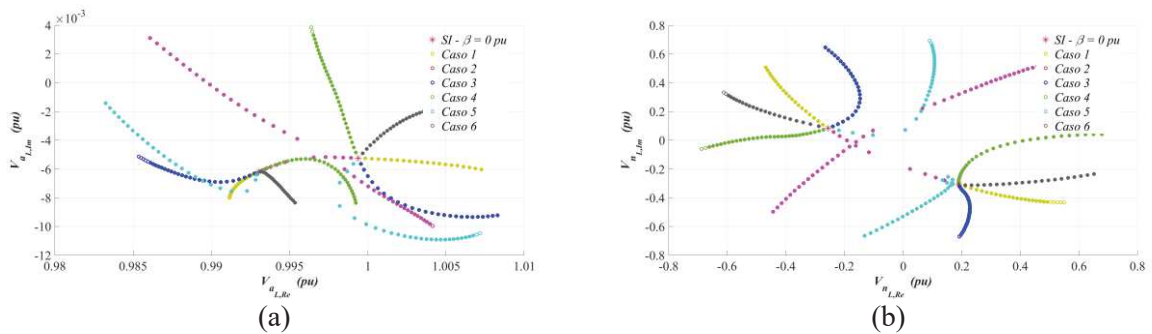 ×10⁻³
4
2
0
-2
-4
-6
-8
-10
-12
V_{a_{L,Im}} (pu)
0.98
0.985
0.99
0.995
1
1.005
1.01
V_{a_{L,Re}} (pu)
SI - β = 0 pu
Caso 1
Caso 2
Caso 3
Caso 4
Caso 5
Caso 6
(a)
0.8
0.6
0.4
0.2
0
-0.2
-0.4
-0.6
-0.8
V_{n_{L,Im}} (pu)
-0.8
-0.6
-0.4
-0.2
0
0.2
0.4
0.6
0.8
V_{n_{L,Re}} (pu)
SI - β = 0 pu
Caso 1
Caso 2
Caso 3
Caso 4
Caso 5
Caso 6
(b)